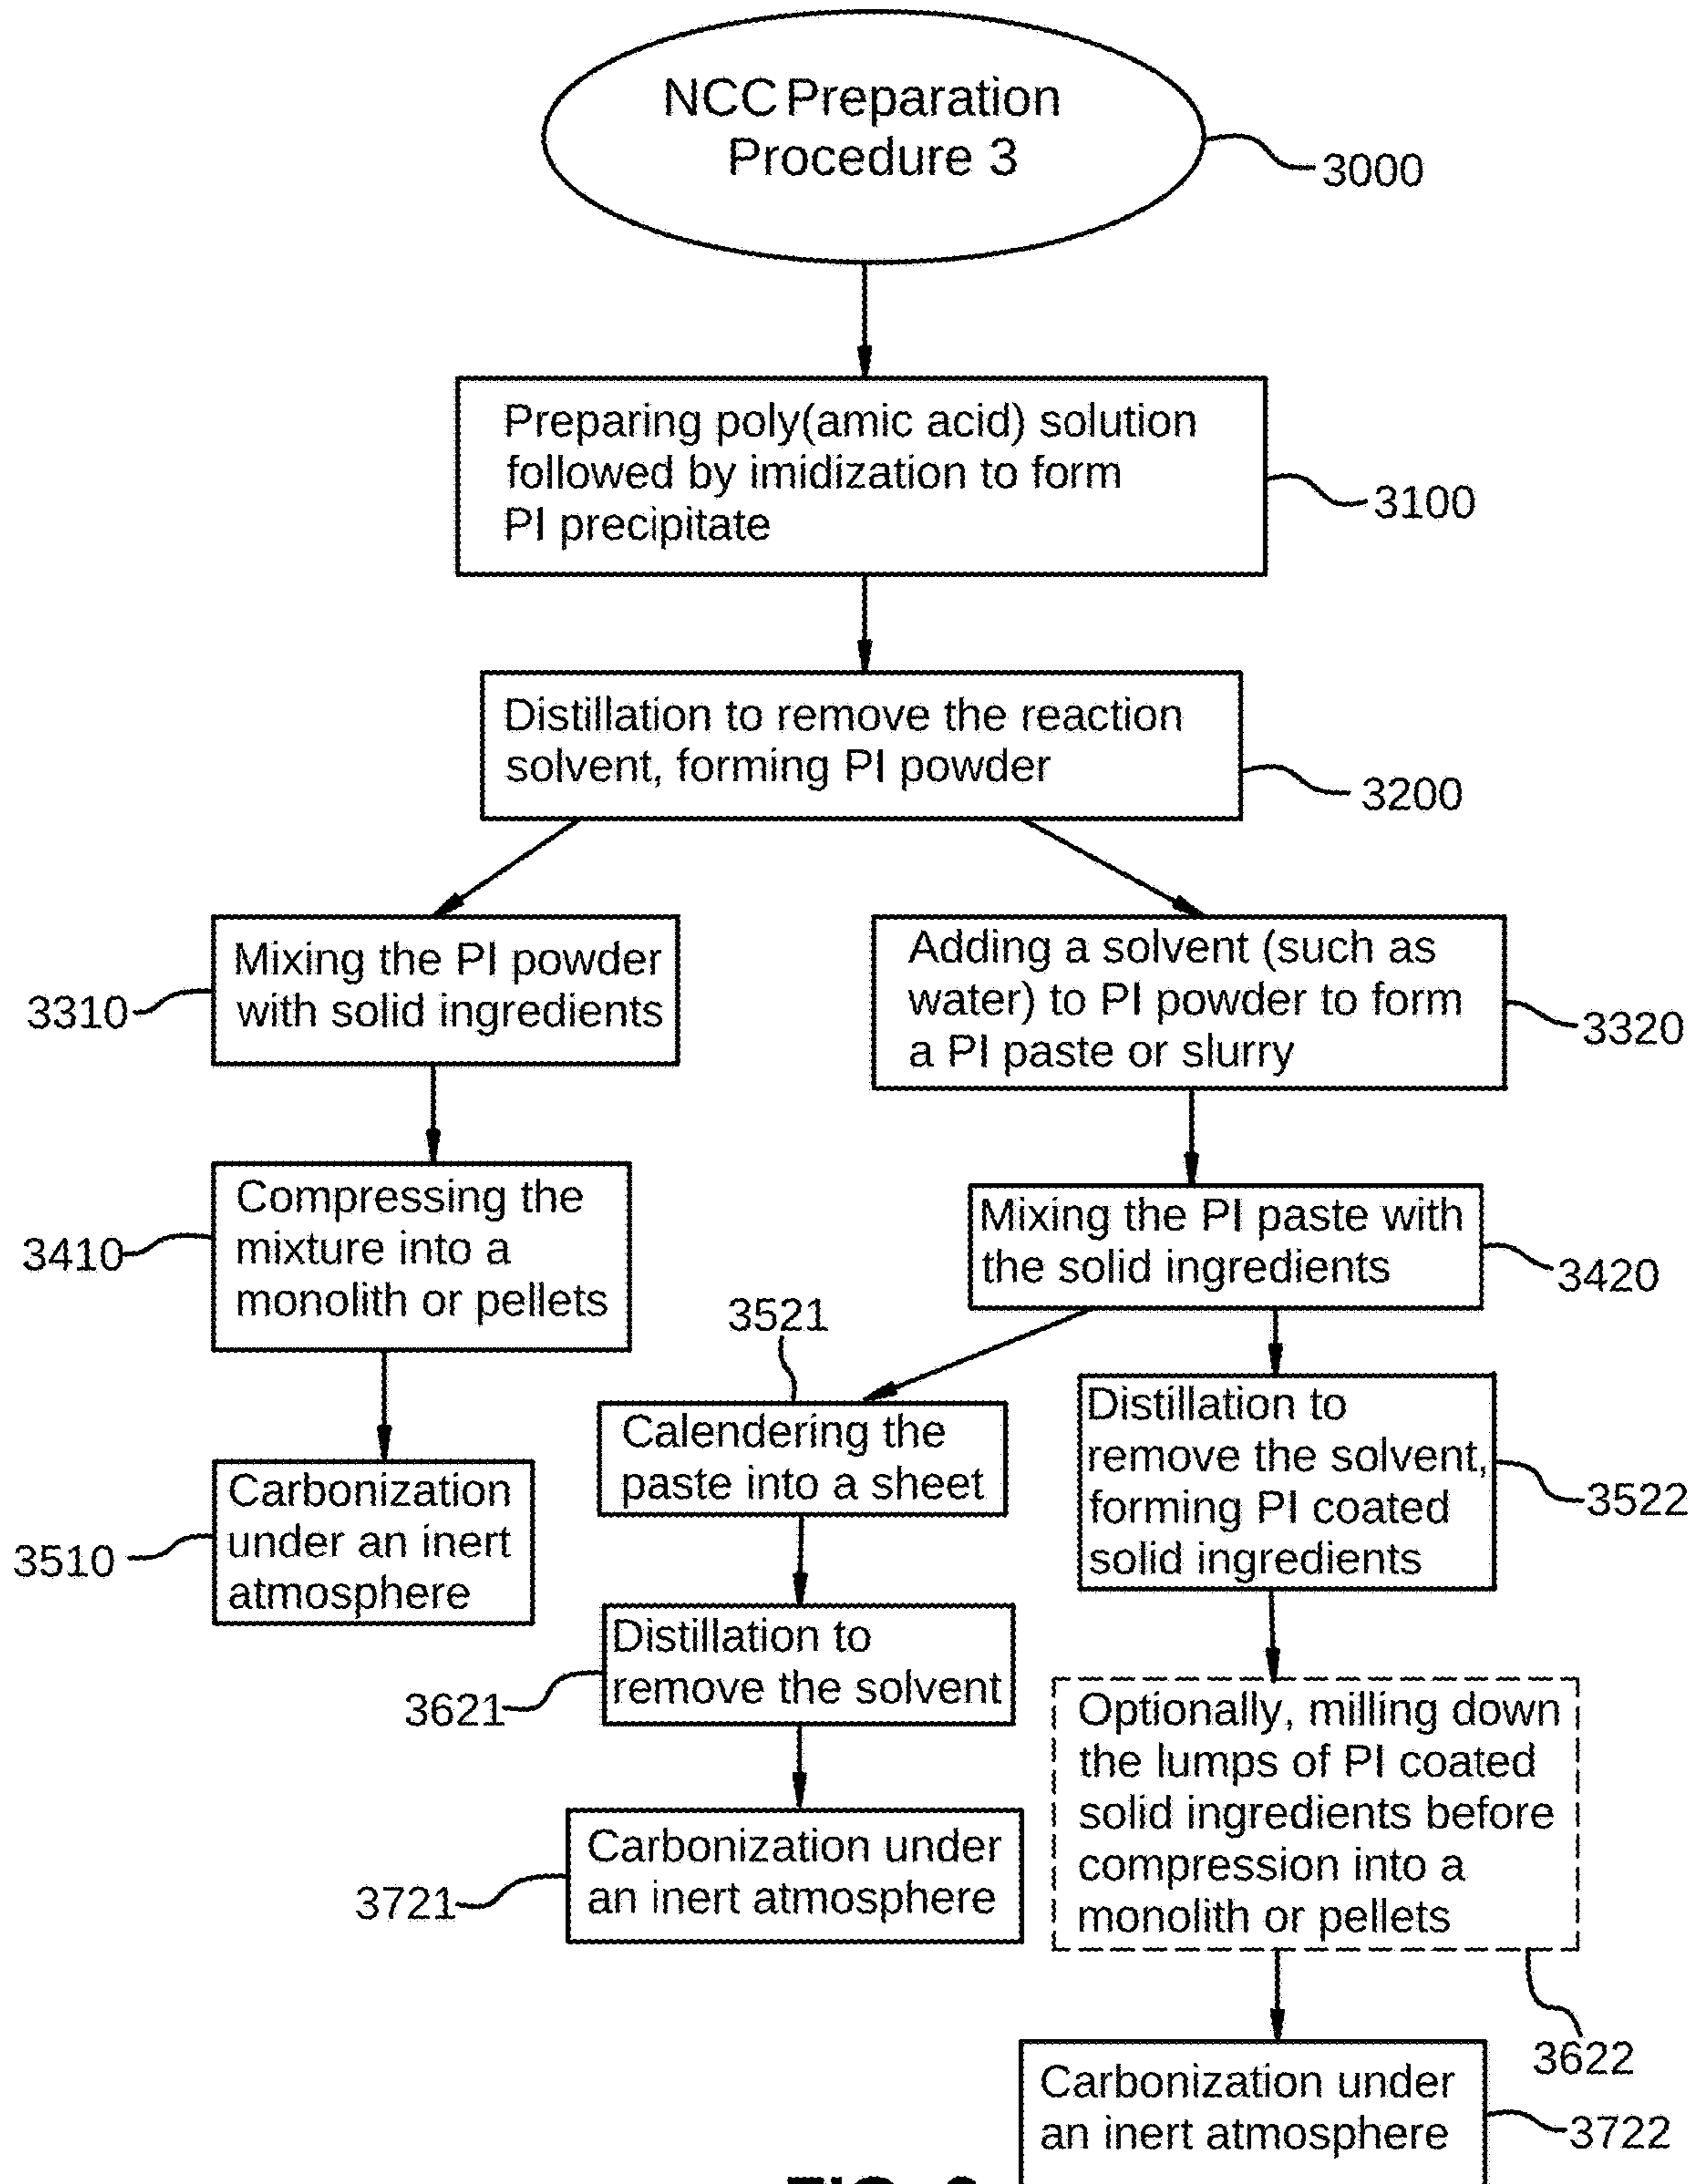 NCC Preparation
Procedure 3
3000
Preparing poly(amic acid) solution
followed by imidization to form
PI precipitate
3100
Distillation to remove the reaction
solvent, forming PI powder
3200
Mixing the PI powder
with solid ingredients
3310
Adding a solvent (such as
water) to PI powder to form
a PI paste or slurry
3320
Compressing the
mixture into a
monolith or pellets
3410
Mixing the PI paste with
the solid ingredients
3420
Carbonization
under an inert
atmosphere
3510
3521
Calendering the
paste into a sheet
Distillation to
remove the solvent,
forming PI coated
solid ingredients
3522
Distillation to
remove the solvent
3621
Optionally, milling down
the lumps of PI coated
solid ingredients before
compression into a
monolith or pellets
3622
Carbonization under
an inert atmosphere
3721
Carbonization under
an inert atmosphere
3722